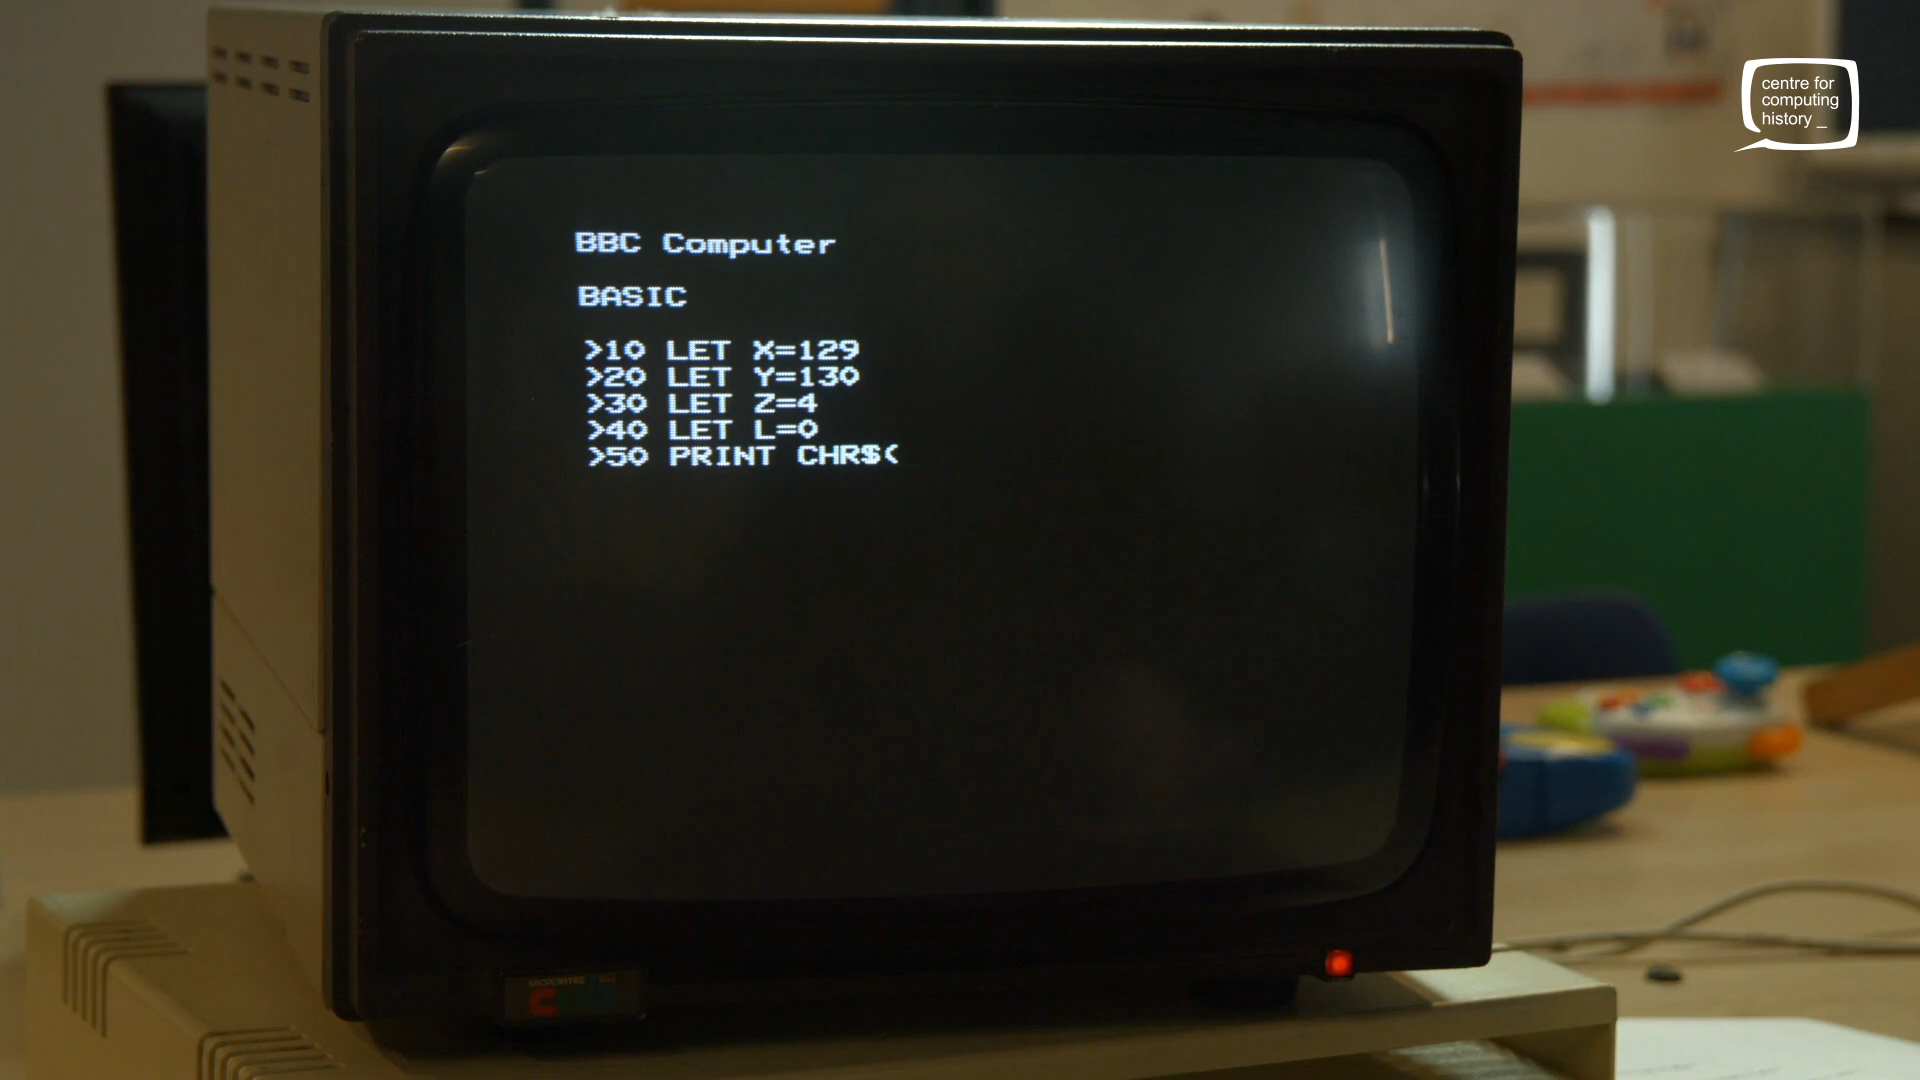 centre for
computing
history _
BBC Computer
BASIC
>10 LET X=129
>20 LET Y=130
>30 LET Z=4
>40 LET L=0
>50 PRINT CHR$(
MICROVITEC